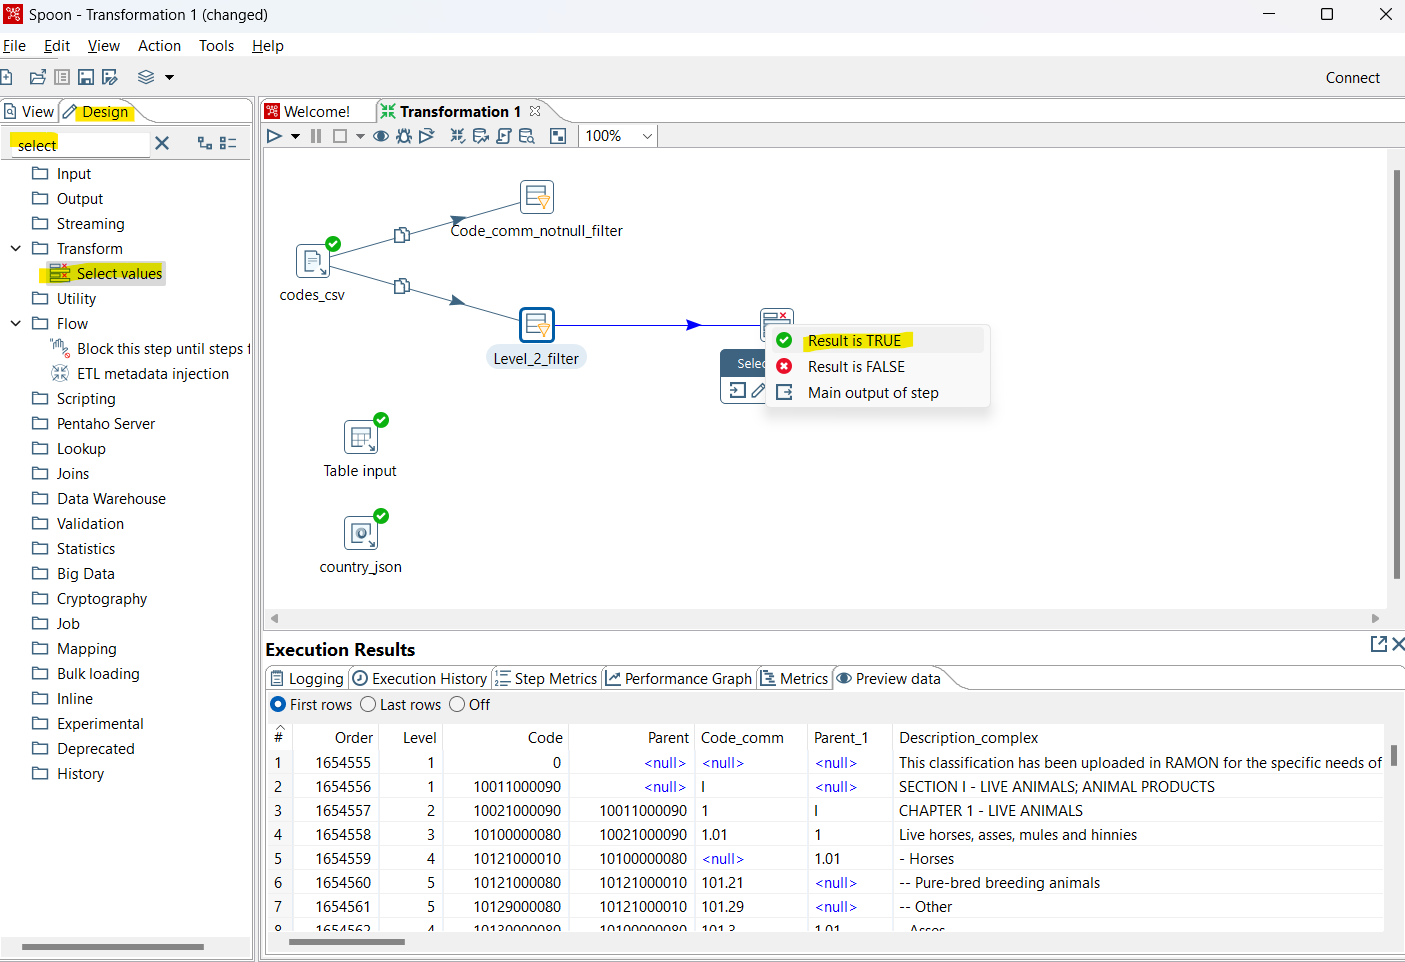 Spoon - Transformation 1 (changed)
File Edit View Action Tools Help
Connect
View Design
select
Input
Output
Streaming
Transform
Select values
Utility
Flow
Block this step until steps f
ETL metadata injection
Scripting
Pentaho Server
Lookup
Joins
Data Warehouse
Validation
Statistics
Big Data
Cryptography
Job
Mapping
Bulk loading
Inline
Experimental
Deprecated
History
Welcome! Transformation 1
100%
Code_comm_notnull_filter
codes_csv
Level_2_filter
Selec
Result is TRUE
Result is FALSE
Main output of step
Table input
country_json
Execution Results
Logging Execution History Step Metrics Performance Graph Metrics Preview data
First rows Last rows Off
# Order Level Code Parent Code_comm Parent_1 Description_complex
1 1654555 1 0 <null> <null> <null> This classification has been uploaded in RAMON for the specific needs of
2 1654556 1 10011000090 <null> I <null> SECTION I - LIVE ANIMALS; ANIMAL PRODUCTS
3 1654557 2 10021000090 10011000090 1 I CHAPTER 1 - LIVE ANIMALS
4 1654558 3 10100000080 10021000090 1.01 1 Live horses, asses, mules and hinnies
5 1654559 4 10121000010 10100000080 <null> 1.01 - Horses
6 1654560 5 10121000080 10121000010 101.21 <null> -- Pure-bred breeding animals
7 1654561 5 10129000080 10121000010 101.29 <null> -- Other
8 1654562 4 10130000080 10100000080 101.3 1.01 - Asses